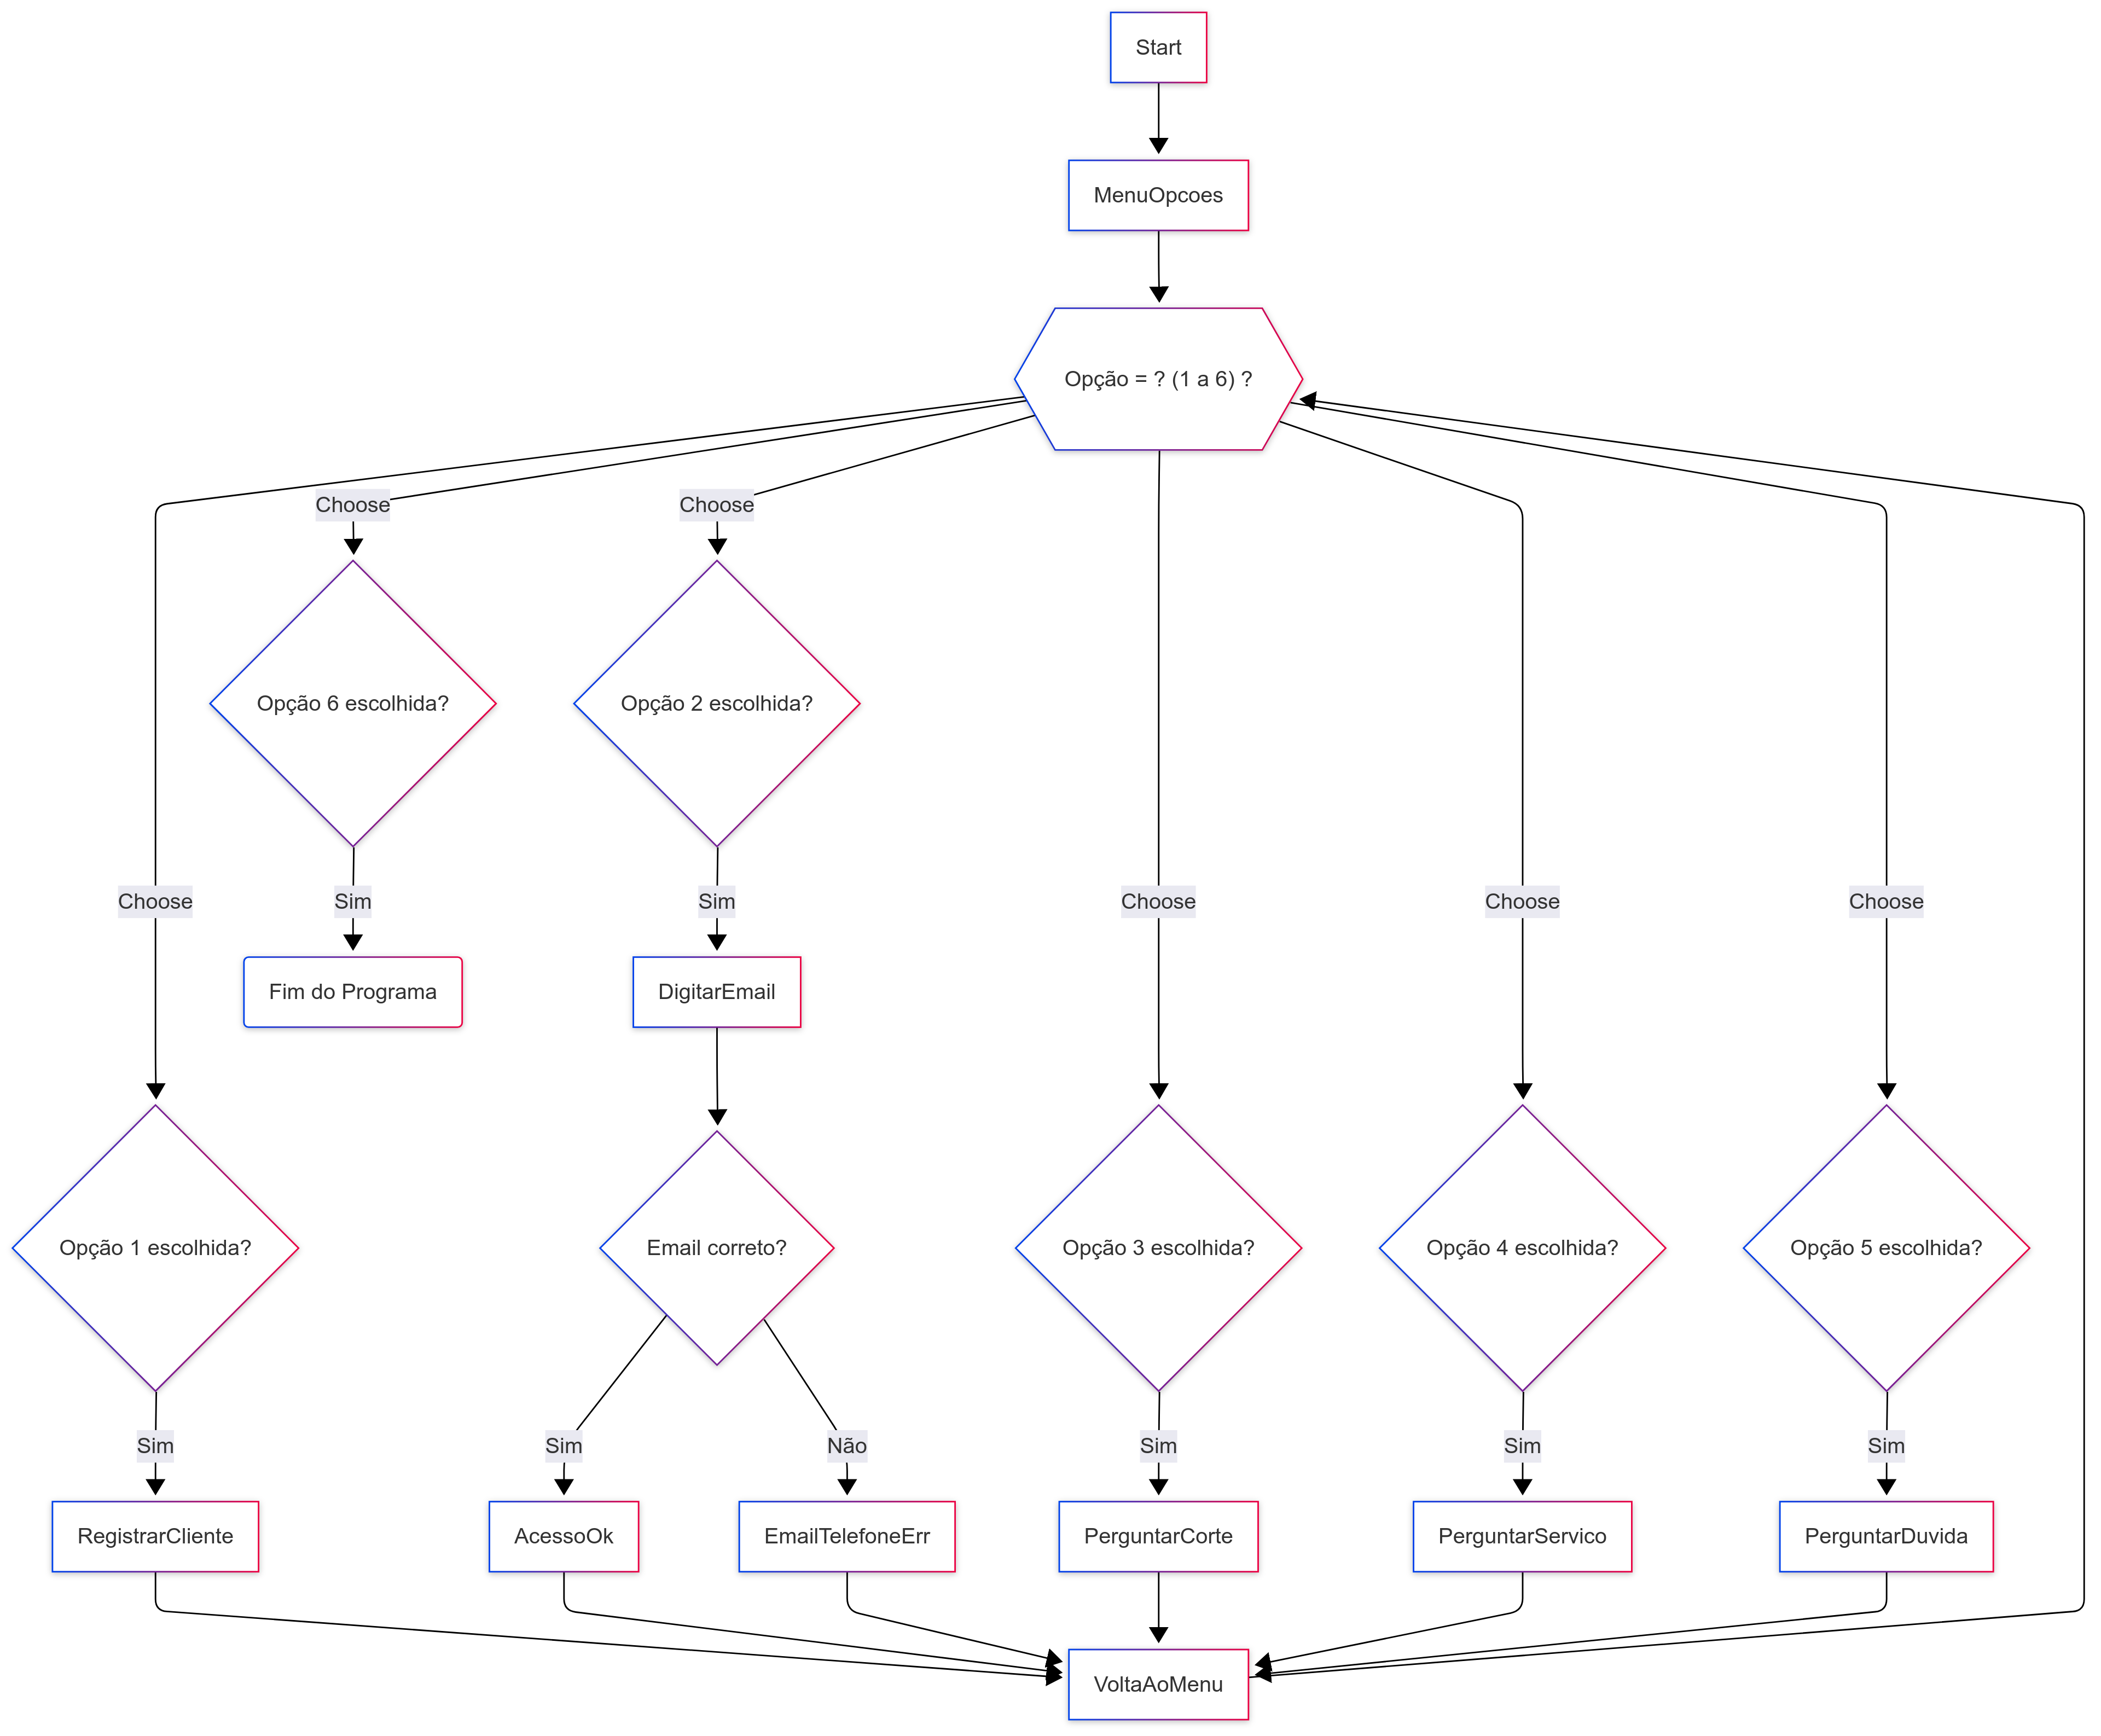 Start
MenuOpcoes
Opção = ? (1 a 6) ?
Choose
Choose
Opção 6 escolhida?
Opção 2 escolhida?
Choose
Sim
Sim
Choose
Choose
Choose
Fim do Programa
DigitarEmail
Opção 1 escolhida?
Email correto?
Opção 3 escolhida?
Opção 4 escolhida?
Opção 5 escolhida?
Sim
Sim
Não
Sim
Sim
Sim
RegistrarCliente
AcessoOk
EmailTelefoneErr
PerguntarCorte
PerguntarServico
PerguntarDuvida
VoltaAoMenu